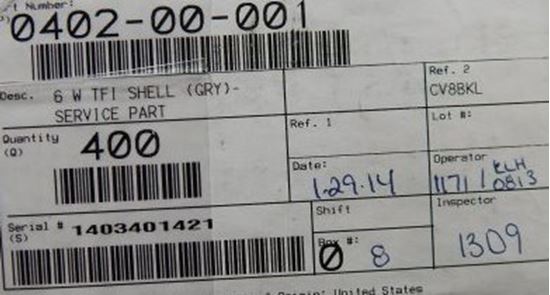 t Number:
0402-00-001
Desc. 6 W TFI SHELL (GRY)-
SERVICE PART
Ref. 2
CV8BKL
Quantity
(Q)
400
Ref. 1
Lot #:
Date:
1-29-14
Operator
1171 / KLH
0813
Serial #
(S)
1403401421
Shift
Box #:
0 8
Inspector
1309
Origin: United States